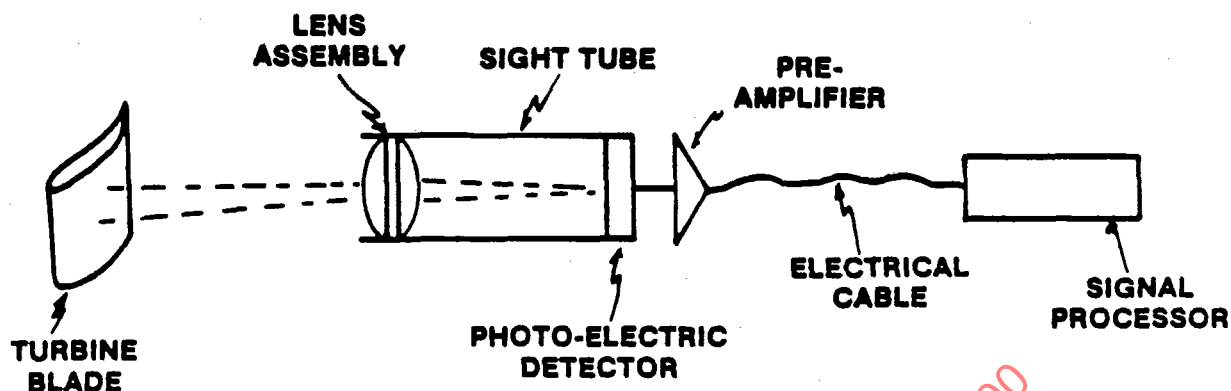 LENS
ASSEMBLY
SIGHT TUBE
PRE-
AMPLIFIER
TURBINE
BLADE
PHOTO-ELECTRIC
DETECTOR
ELECTRICAL
CABLE
SIGNAL
PROCESSOR